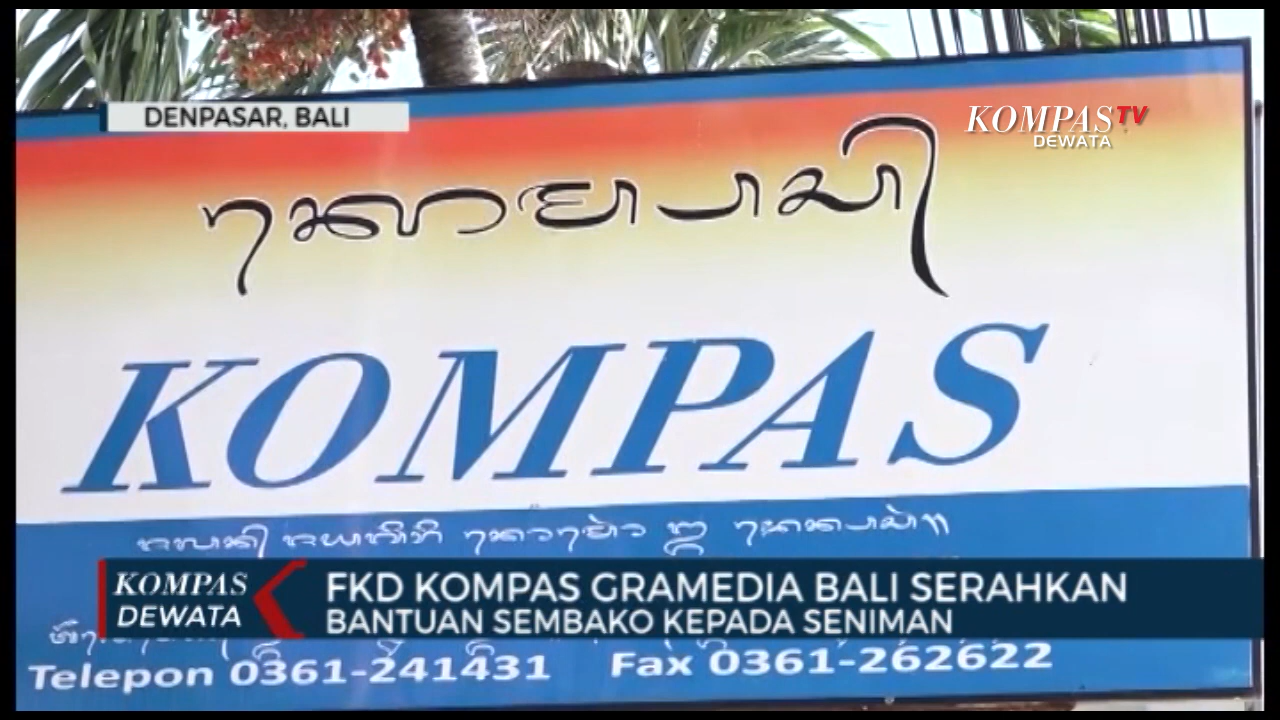 DENPASAR, BALI
KOMPAS TV
DEWATA
ᬓᭀᬫ᭄ᬧᬲ᭄
KOMPAS
KOMPAS DEWATA
FKD KOMPAS GRAMEDIA BALI SERAHKAN
BANTUAN SEMBAKO KEPADA SENIMAN
Telepon 0361-241431 Fax 0361-262622